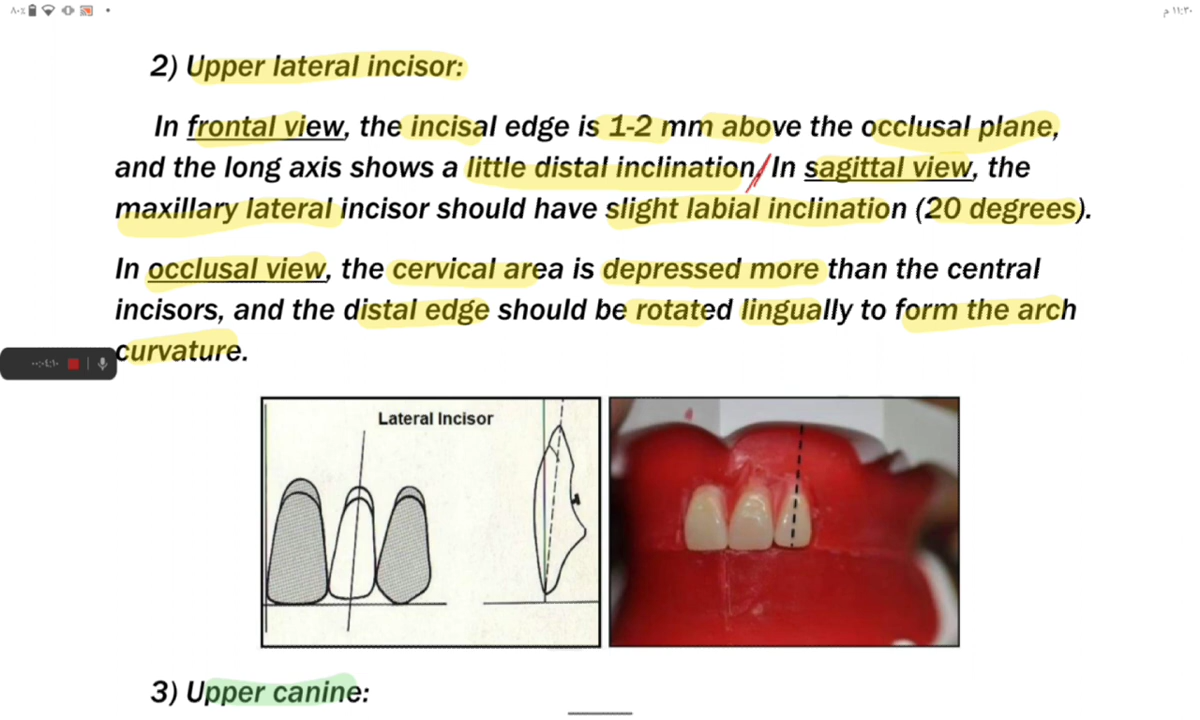 ٨٠٪
١١:٣٠ م
2) Upper lateral incisor:
In frontal view, the incisal edge is 1-2 mm above the occlusal plane,
and the long axis shows a little distal inclination. In sagittal view, the
maxillary lateral incisor should have slight labial inclination (20 degrees).
In occlusal view, the cervical area is depressed more than the central
incisors, and the distal edge should be rotated lingually to form the arch
curvature.
Lateral Incisor
3) Upper canine: